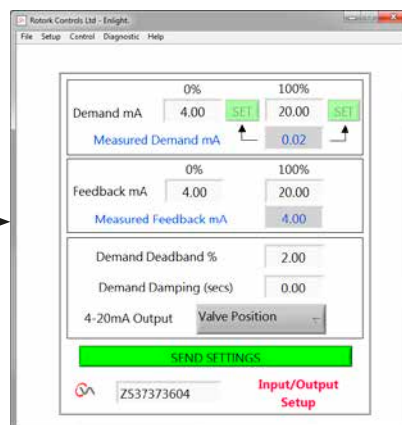 Rotork Controls Ltd - Enlight.
File Setup Control Diagnostic Help
0% 100%
Demand mA 4.00 SET 20.00 SET
Measured Demand mA 0.02
0% 100%
Feedback mA 4.00 20.00
Measured Feedback mA 4.00
Demand Deadband % 2.00
Demand Damping (secs) 0.00
4-20mA Output Valve Position
SEND SETTINGS
ZS37373604 Input/Output
Setup